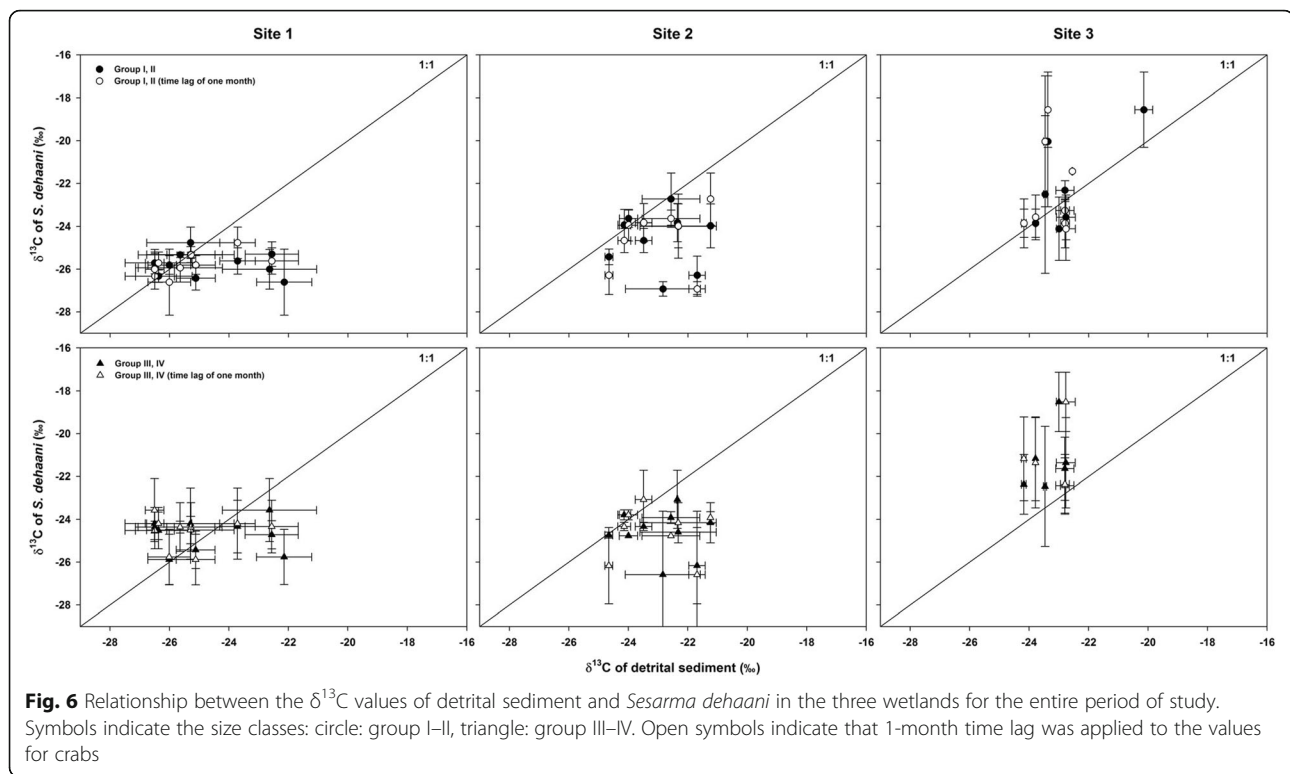 Site 1 Site 2 Site 3
-16
-18
-20
-22
-24
-26
-28
δ13C of S. dehaani (‰)
● Group I, II
○ Group I, II (time lag of one month)
1:1
1:1
1:1
-16
-18
-20
-22
-24
-26
-28
δ13C of S. dehaani (‰)
▲ Group III, IV
△ Group III, IV (time lag of one month)
1:1
1:1
1:1
-28 -26 -24 -22 -20 -18 -16 -28 -26 -24 -22 -20 -18 -16 -28 -26 -24 -22 -20 -18 -16
δ13C of detrital sediment (‰)
Fig. 6 Relationship between the δ13C values of detrital sediment and Sesarma dehaani in the three wetlands for the entire period of study.
Symbols indicate the size classes: circle: group I–II, triangle: group III–IV. Open symbols indicate that 1-month time lag was applied to the values
for crabs